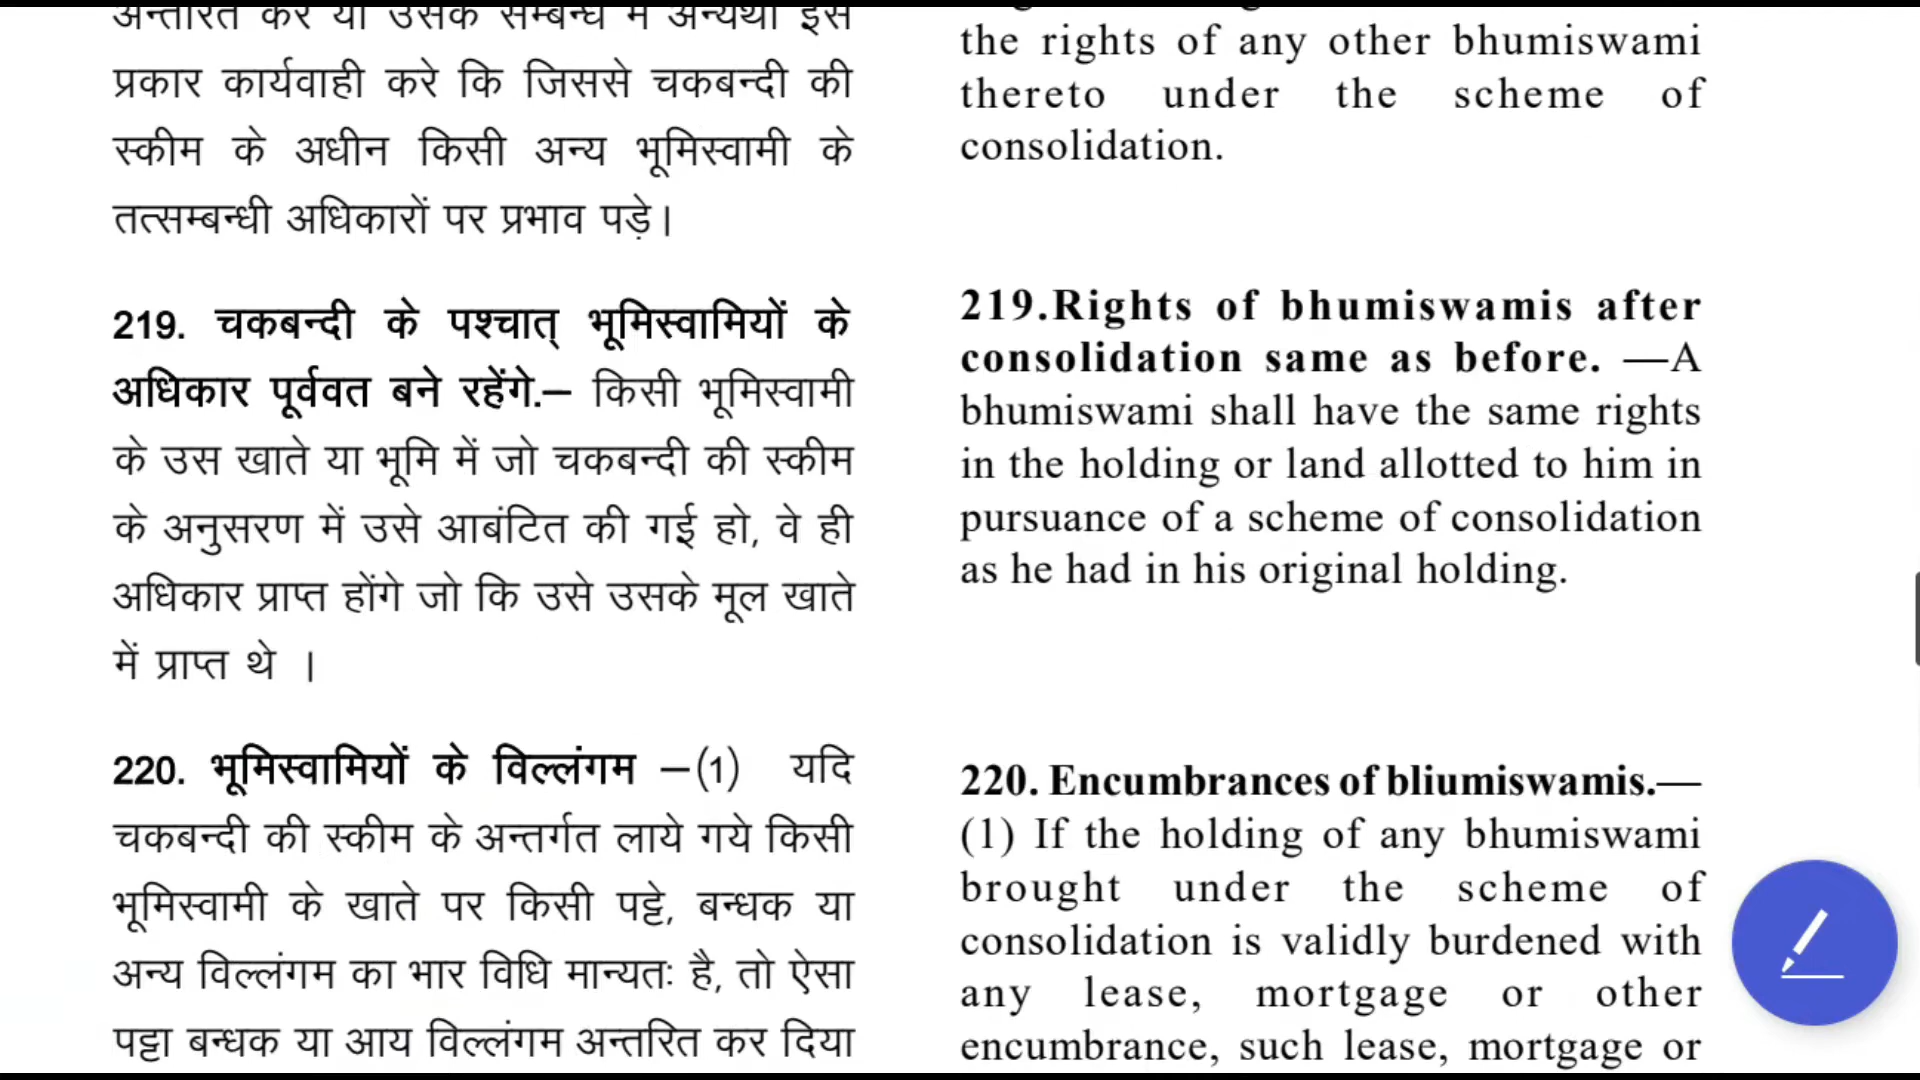 अन्तरित करे या उसके सम्बन्ध में अन्यथा इस
प्रकार कार्यवाही करे कि जिससे चकबन्दी की
स्कीम के अधीन किसी अन्य भूमिस्वामी के
तत्सम्बन्धी अधिकारों पर प्रभाव पड़े।
219. चकबन्दी के पश्चात् भूमिस्वामियों के
अधिकार पूर्ववत बने रहेंगे.– किसी भूमिस्वामी
के उस खाते या भूमि में जो चकबन्दी की स्कीम
के अनुसरण में उसे आबंटित की गई हो, वे ही
अधिकार प्राप्त होंगे जो कि उसे उसके मूल खाते
में प्राप्त थे ।
220. भूमिस्वामियों के विल्लंगम –(1) यदि
चकबन्दी की स्कीम के अन्तर्गत लाये गये किसी
भूमिस्वामी के खाते पर किसी पट्टे, बन्धक या
अन्य विल्लंगम का भार विधि मान्यतः है, तो ऐसा
पट्टा बन्धक या आय विल्लंगम अन्तरित कर दिया
the rights of any other bhumiswami
thereto under the scheme of
consolidation.
219.Rights of bhumiswamis after
consolidation same as before. —A
bhumiswami shall have the same rights
in the holding or land allotted to him in
pursuance of a scheme of consolidation
as he had in his original holding.
220. Encumbrances of bliumiswamis.—
(1) If the holding of any bhumiswami
brought under the scheme of
consolidation is validly burdened with
any lease, mortgage or other
encumbrance, such lease, mortgage or